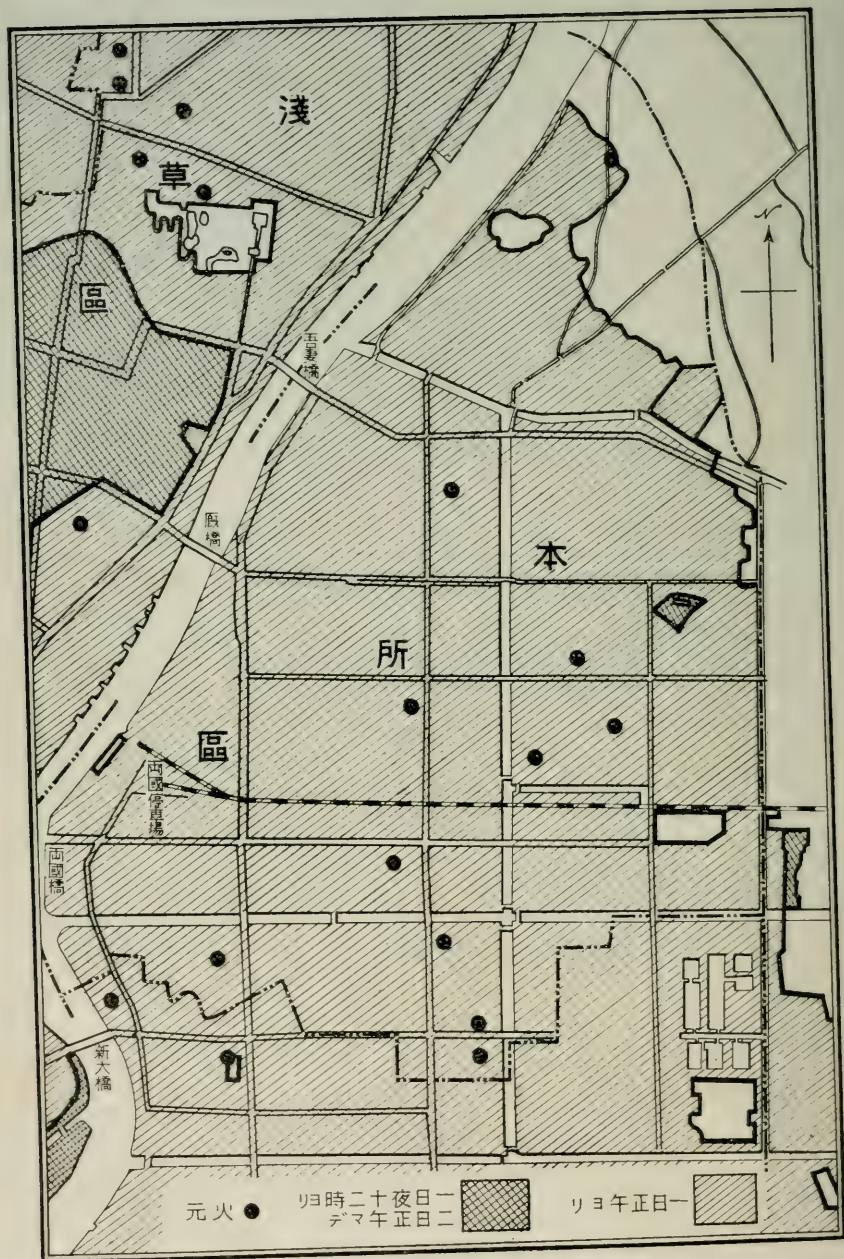 淺草區
吾妻橋
厩橋
本所區
両國停車場
両國橋
新大橋
N
一日正午ヨリ
一日夜十二時ヨリ
二日正午マデ
火元